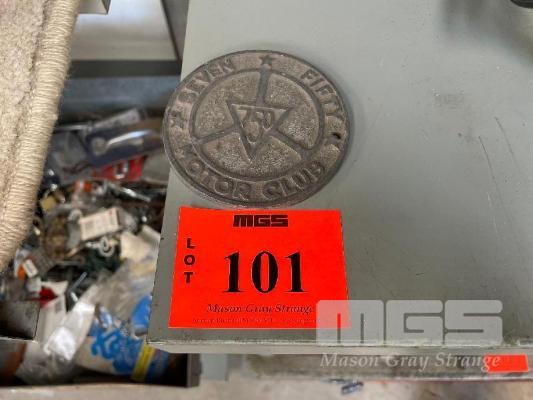 SEVEN FIFTY
750
MOTOR CLUB
MGS
LOT
101
Mason Gray Strange
MGS
Mason Gray Strange